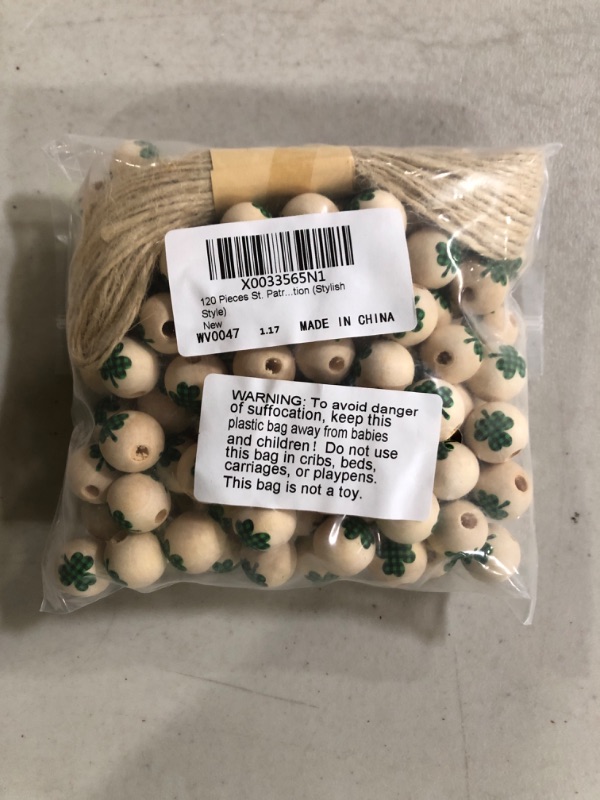 X0033565N1
120 Pieces St. Patr...tion (Stylish
Style)
New
WV0047 1.17 MADE IN CHINA
WARNING: To avoid danger
of suffocation, keep this
plastic bag away from babies
and children! Do not use
this bag in cribs, beds,
carriages, or playpens.
This bag is not a toy.